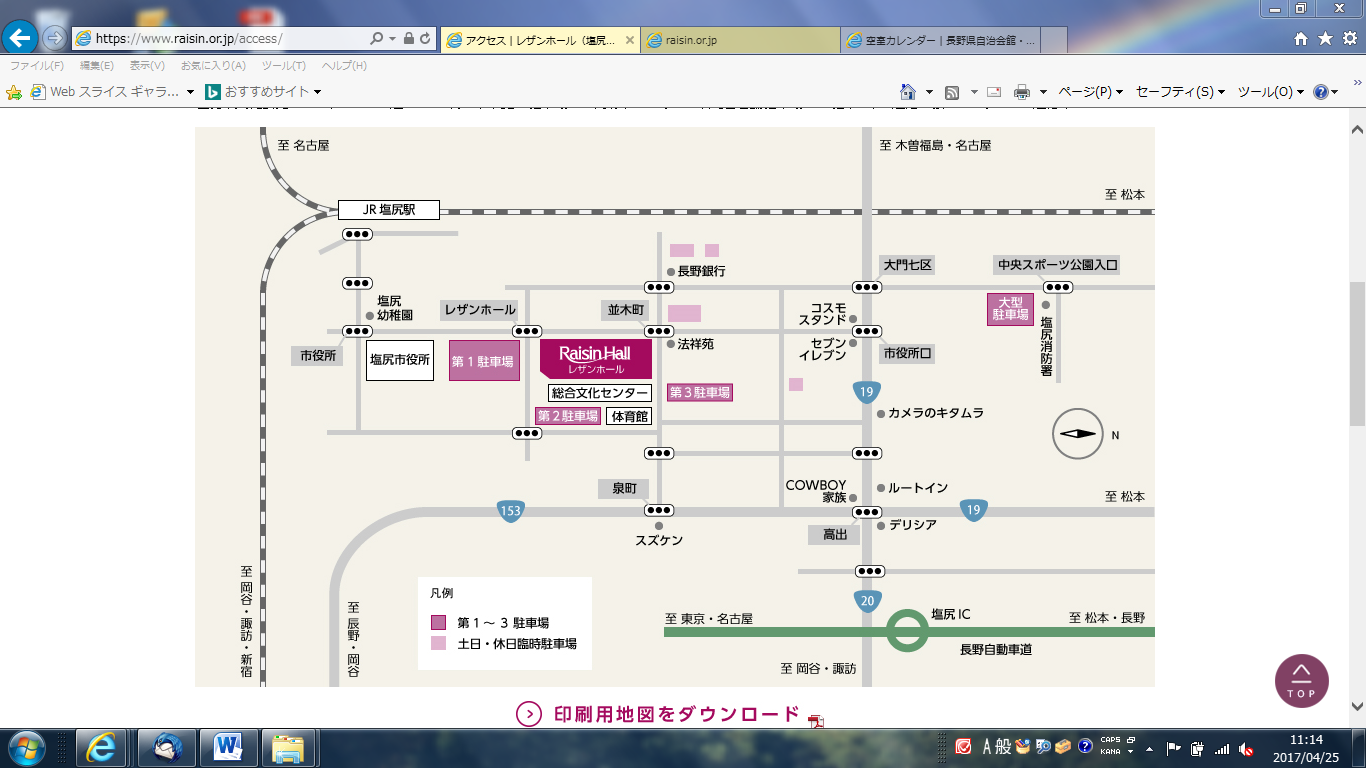 https://www.raisin.or.jp/access/
アクセス | レザンホール（塩尻...
raisin.or.jp
空室カレンダー｜長野県自治会館・...
ファイル(F) 編集(E) 表示(V) お気に入り(A) ツール(T) ヘルプ(H)
Web スライス ギャラ...
おすすめサイト
ページ(P)
セーフティ(S)
ツール(O)
至 名古屋
至 木曽福島・名古屋
至 松本
JR 塩尻駅
長野銀行
大門七区
中央スポーツ公園入口
塩尻
幼稚園
レザンホール
並木町
コスモ
スタンド
大型
駐車場
塩尻消防署
市役所
塩尻市役所
第１駐車場
Raisin Hall
レザンホール
法祥苑
セブン
イレブン
市役所口
総合文化センター
第３駐車場
19
第２駐車場
体育館
カメラのキタムラ
N
泉町
COWBOY
家族
ルートイン
至 松本
153
スズケン
高出
デリシア
19
至 岡谷・諏訪・新宿
至 辰野・岡谷
凡例
第１～３ 駐車場
土日・休日臨時駐車場
20
塩尻 IC
至 東京・名古屋
至 松本・長野
長野自動車道
至 岡谷・諏訪
TOP
印刷用地図をダウンロード
A 般
CAPS
KANA
11:14
2017/04/25